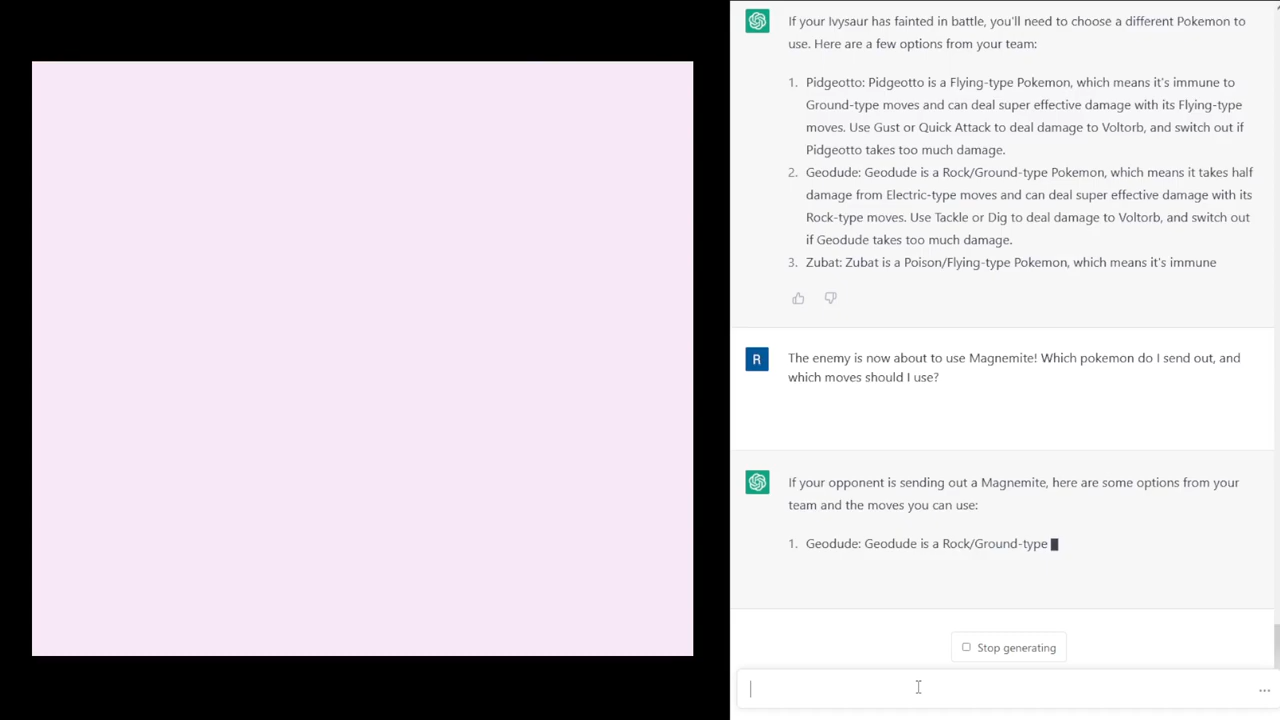 If your Ivysaur has fainted in battle, you'll need to choose a different Pokemon to
use. Here are a few options from your team:
1. Pidgeotto: Pidgeotto is a Flying-type Pokemon, which means it's immune to
Ground-type moves and can deal super effective damage with its Flying-type
moves. Use Gust or Quick Attack to deal damage to Voltorb, and switch out if
Pidgeotto takes too much damage.
2. Geodude: Geodude is a Rock/Ground-type Pokemon, which means it takes half
damage from Electric-type moves and can deal super effective damage with its
Rock-type moves. Use Tackle or Dig to deal damage to Voltorb, and switch out
if Geodude takes too much damage.
3. Zubat: Zubat is a Poison/Flying-type Pokemon, which means it's immune
R
The enemy is now about to use Magnemite! Which pokemon do I send out, and
which moves should I use?
If your opponent is sending out a Magnemite, here are some options from your
team and the moves you can use:
1. Geodude: Geodude is a Rock/Ground-type
Stop generating
...